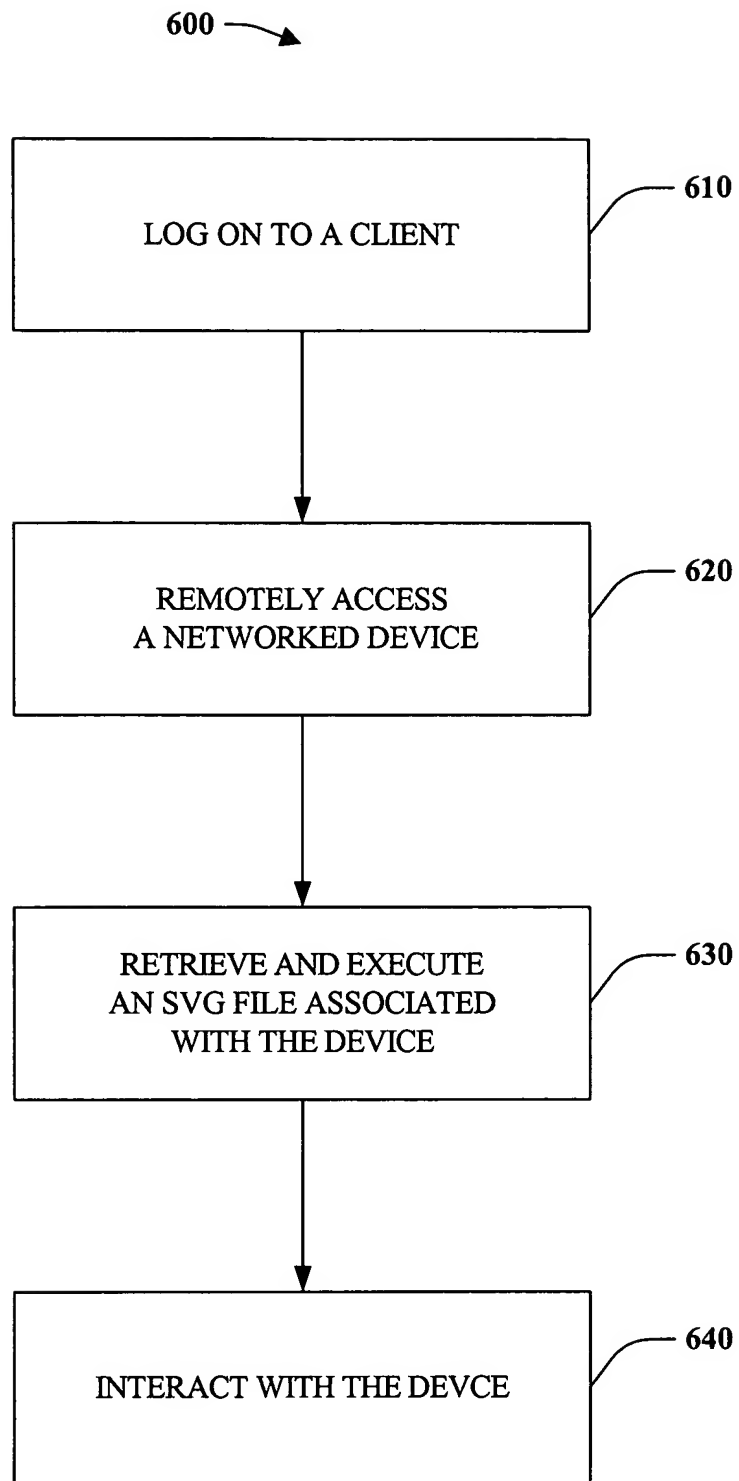 600
LOG ON TO A CLIENT
610
REMOTELY ACCESS
A NETWORKED DEVICE
620
RETRIEVE AND EXECUTE
AN SVG FILE ASSOCIATED
WITH THE DEVICE
630
INTERACT WITH THE DEVCE
640